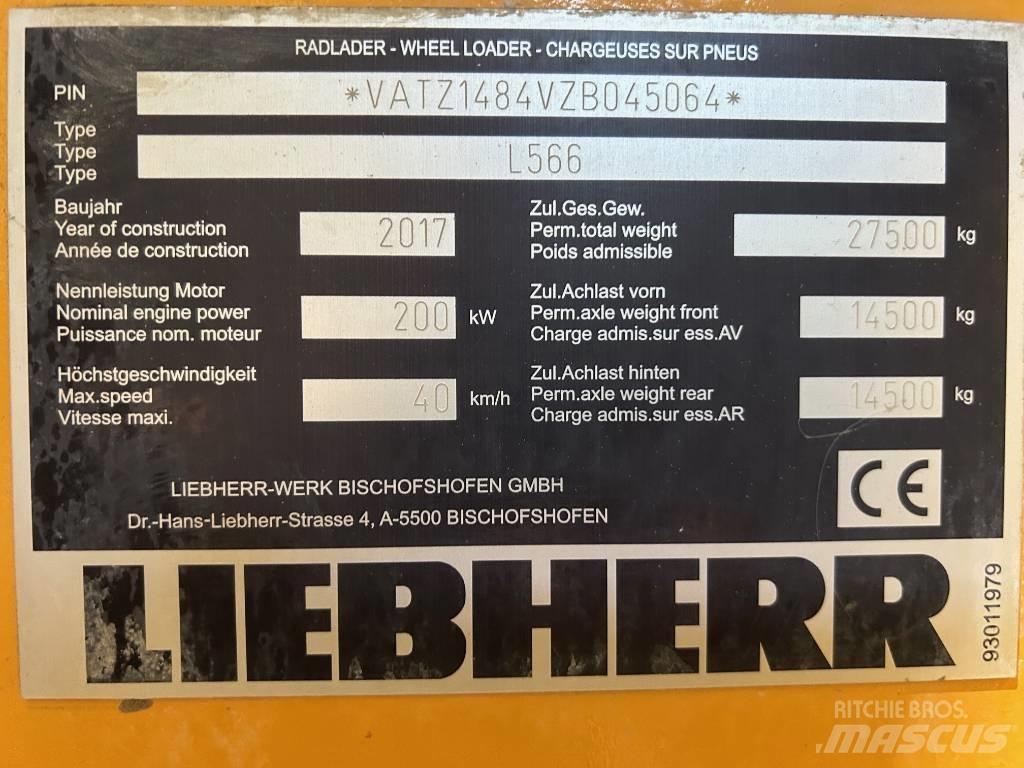 RADLADER - WHEEL LOADER - CHARGEUSES SUR PNEUS
PIN *VATZ1484VZB045064*
Type
Type L566
Type
Baujahr
Year of construction 2017
Année de construction
Zul.Ges.Gew.
Perm.total weight 27500 kg
Poids admissible
Nennleistung Motor
Nominal engine power 200 kW
Puissance nom. moteur
Zul.Achlast vorn
Perm.axle weight front 14500 kg
Charge admis.sur ess.AV
Höchstgeschwindigkeit
Max.speed 40 km/h
Vitesse maxi.
Zul.Achlast hinten
Perm.axle weight rear 14500 kg
Charge admis.sur ess.AR
CE
LIEBHERR-WERK BISCHOFSHOFEN GMBH
Dr.-Hans-Liebherr-Strasse 4, A-5500 BISCHOFSHOFEN
LIEBHERR
93011979
RITCHIE BROS.
MASCUS